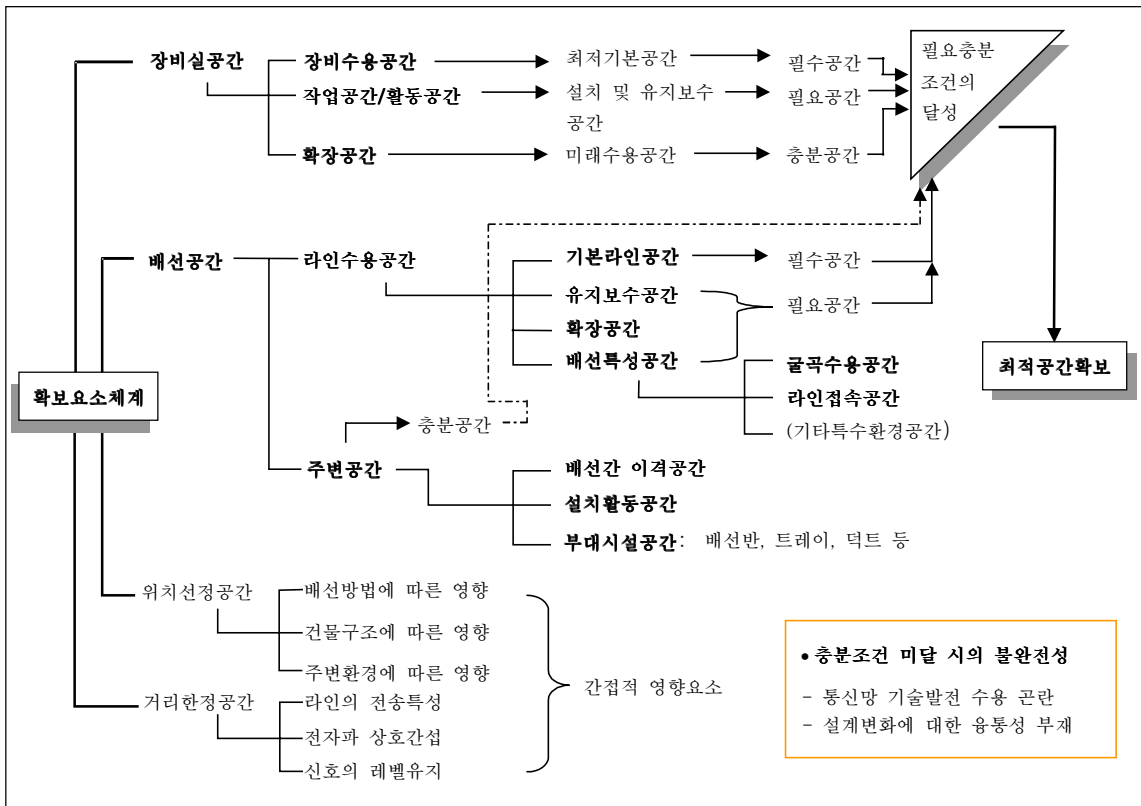 장비실공간
장비수용공간
최저기본공간
필수공간
작업공간/활동공간
설치 및 유지보수
공간
필요공간
확장공간
미래수용공간
충분공간
필요충분
조건의
달성
배선공간
라인수용공간
기본라인공간
필수공간
유지보수공간
확장공간
배선특성공간
필요공간
굴곡수용공간
라인접속공간
(기타특수환경공간)
최적공간확보
확보요소체계
충분공간
주변공간
배선간 이격공간
설치활동공간
부대시설공간: 배선반, 트레이, 덕트 등
위치선정공간
배선방법에 따른 영향
건물구조에 따른 영향
주변환경에 따른 영향
거리한정공간
라인의 전송특성
전자파 상호간섭
신호의 레벨유지
간접적 영향요소
• 충분조건 미달 시의 불완전성
- 통신망 기술발전 수용 곤란
- 설계변화에 대한 융통성 부재